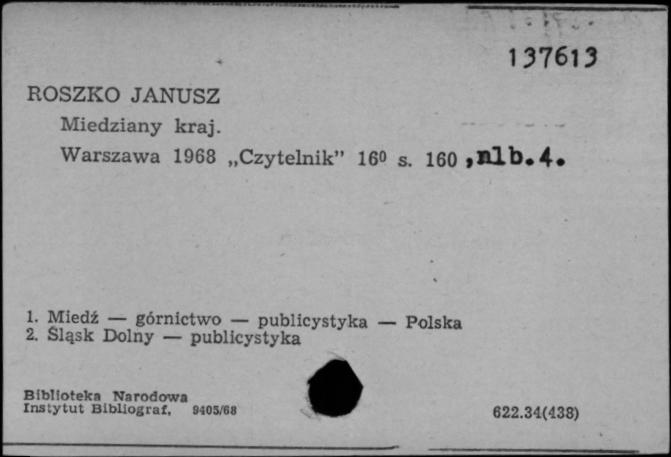 137613
ROSZKO JANUSZ
Miedziany kraj.
Warszawa 1968 „Czytelnik” 16⁰ s. 160 ,nlb.4.
1. Miedź — górnictwo — publicystyka — Polska
2. Śląsk Dolny — publicystyka
Biblioteka Narodowa
Instytut Bibliograf. 9405/68
622.34(438)